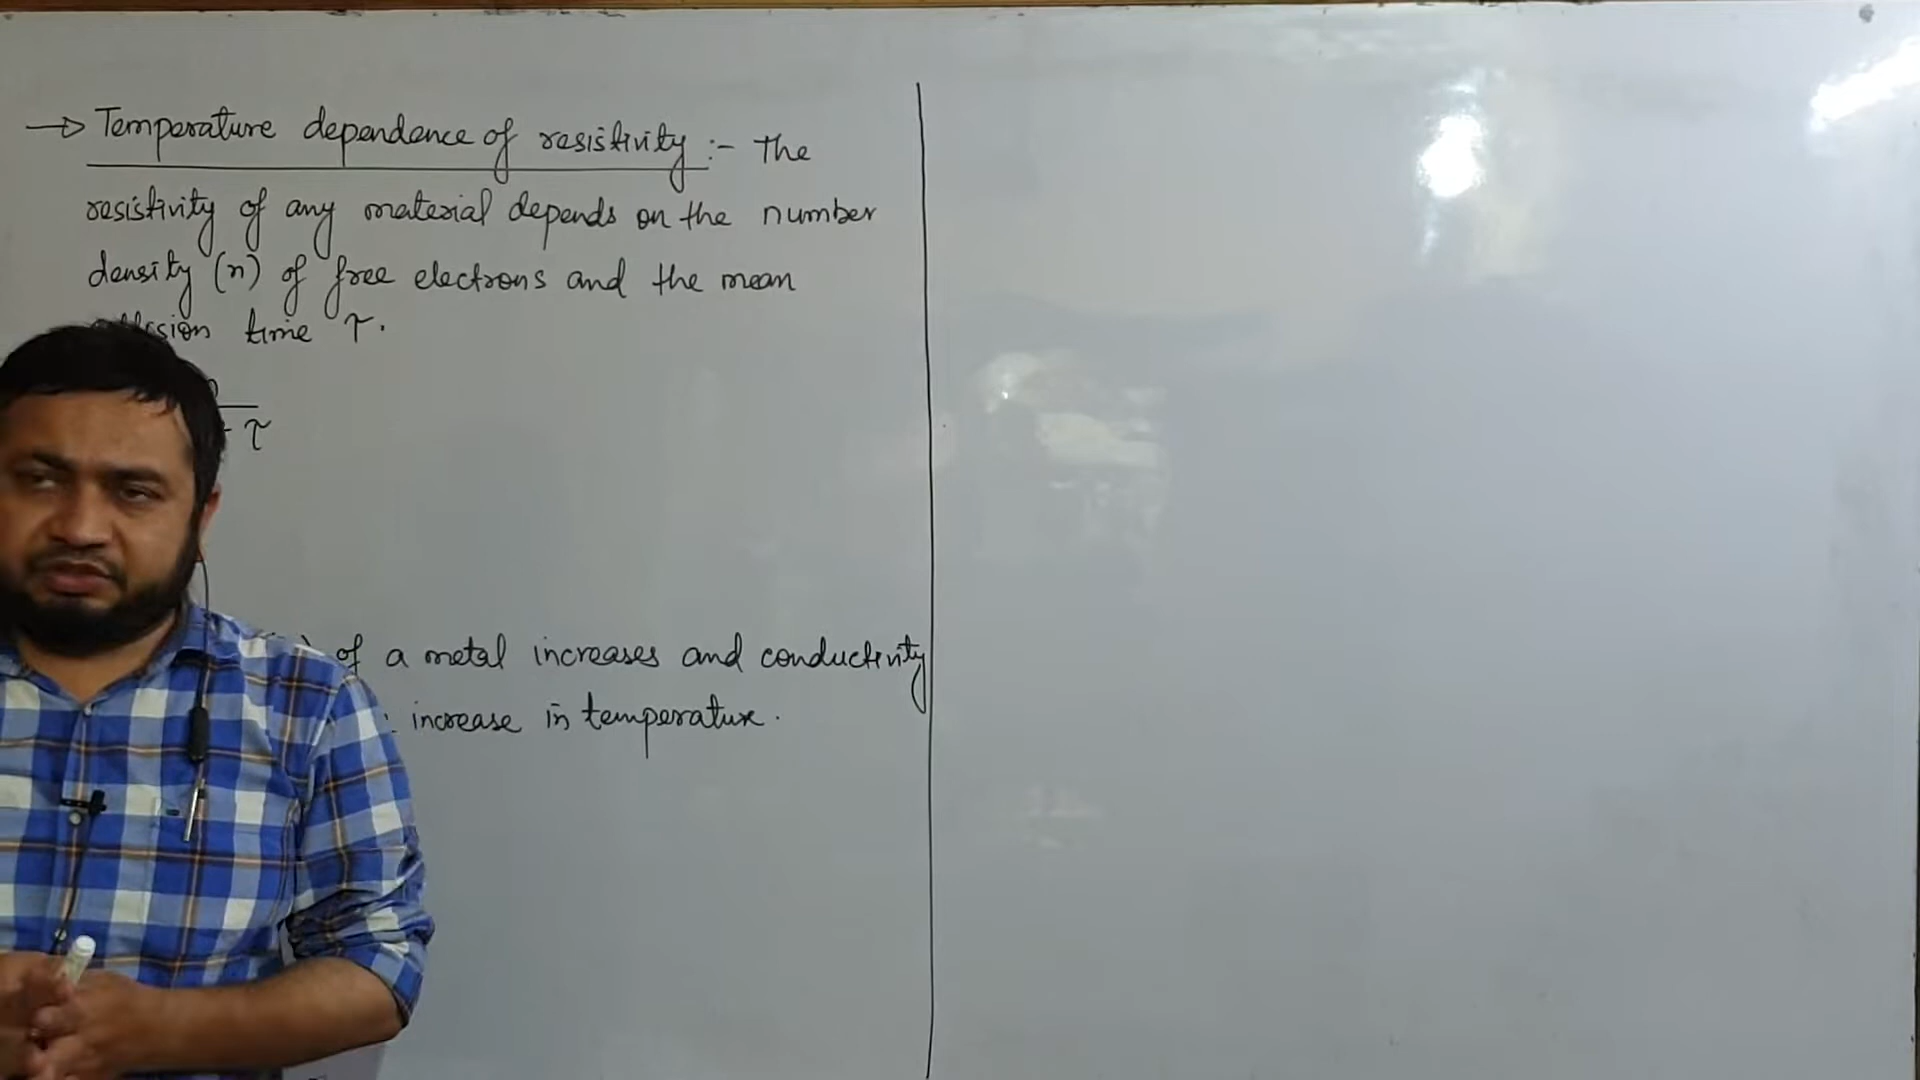 → Temperature dependence of resistivity :- The
resistivity of any material depends on the number
density (n) of free electrons and the mean
time τ.
τ
of a metal increases and conductivity
increase in temperature.